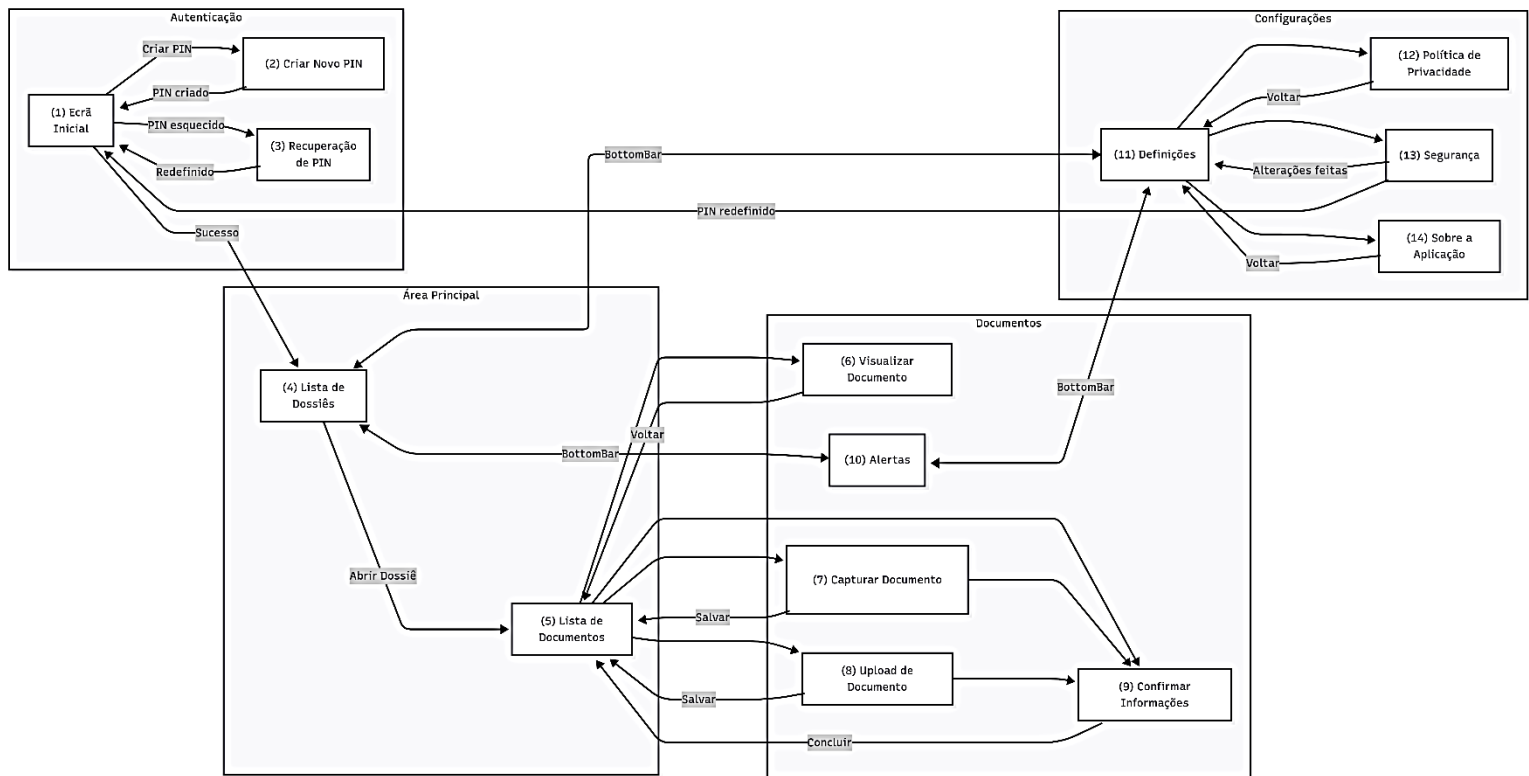 Autenticação
Criar PIN
(2) Criar Novo PIN
PIN criado
(1) Ecrã
Inicial
PIN esquecido
(3) Recuperação
de PIN
Redefinido
Sucesso
Configurações
(12) Política de
Privacidade
Voltar
(11) Definições
(13) Segurança
Alterações feitas
(14) Sobre a
Aplicação
Voltar
BottomBar
PIN redefinido
Área Principal
(4) Lista de
Dossiês
Voltar
BottomBar
Abrir Dossiê
(5) Lista de
Documentos
Documentos
(6) Visualizar
Documento
BottomBar
(10) Alertas
(7) Capturar Documento
Salvar
(8) Upload de
Documento
Salvar
(9) Confirmar
Informações
Concluir